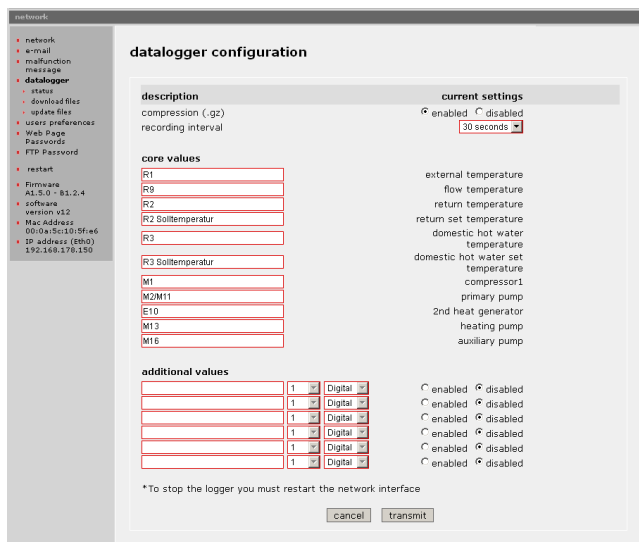 network
network
e-mail
malfunction
message
datalogger
status
download files
update files
users preferences
Web Page
Passwords
FTP Password
restart
Firmware
A1.5.0 - B1.2.4
software
version v12
Mac Address
00:0a:5c:10:5f:e6
IP address (Eth0)
192.168.178.150
datalogger configuration
description current settings
compression (.gz) enabled disabled
recording interval 30 seconds
core values
R1 external temperature
R9 flow temperature
R2 return temperature
R2 Solltemperatur return set temperature
R3 domestic hot water
temperature
R3 Solltemperatur domestic hot water set
temperature
M1 compressor1
M2/M11 primary pump
E10 2nd heat generator
M13 heating pump
M16 auxiliary pump
additional values
1 Digital enabled disabled
1 Digital enabled disabled
1 Digital enabled disabled
1 Digital enabled disabled
1 Digital enabled disabled
1 Digital enabled disabled
*To stop the logger you must restart the network interface
cancel transmit